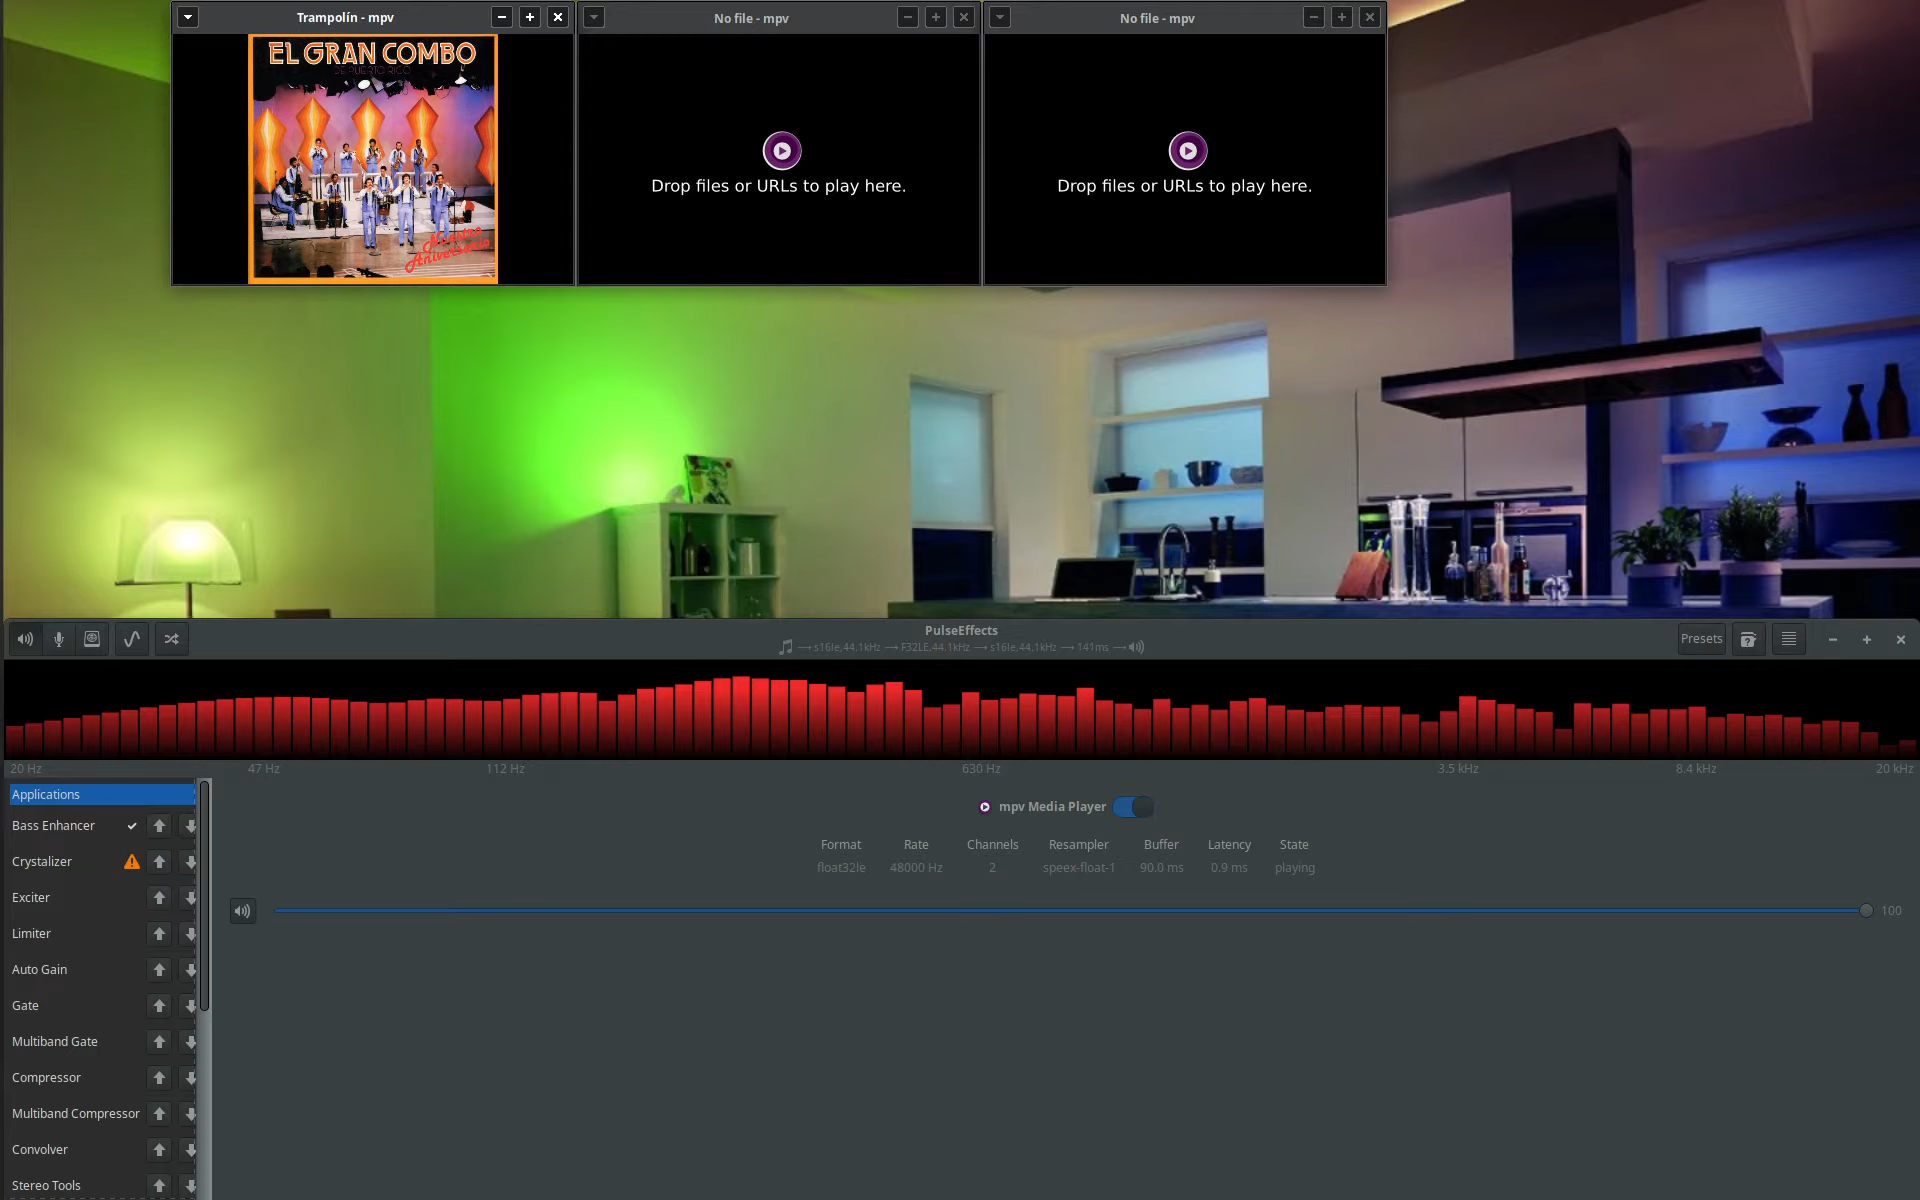 Trampolín - mpv
No file - mpv
No file - mpv
EL GRAN COMBO
DE PUERTO RICO
Nuestro
Aniversario
Drop files or URLs to play here.
Drop files or URLs to play here.
PulseEffects
s16le,44,1kHz → F32LE,44.1kHz → s16le,44,1kHz → 141ms
Presets
20 Hz 47 Hz 112 Hz 630 Hz 3.5 kHz 8.4 kHz 20 kHz
Applications
Bass Enhancer
Crystalizer
Exciter
Limiter
Auto Gain
Gate
Multiband Gate
Compressor
Multiband Compressor
Convolver
Stereo Tools
mpv Media Player
Format Rate Channels Resampler Buffer Latency State
float32le 48000 Hz 2 speex-float-1 90.0 ms 0.9 ms playing
100